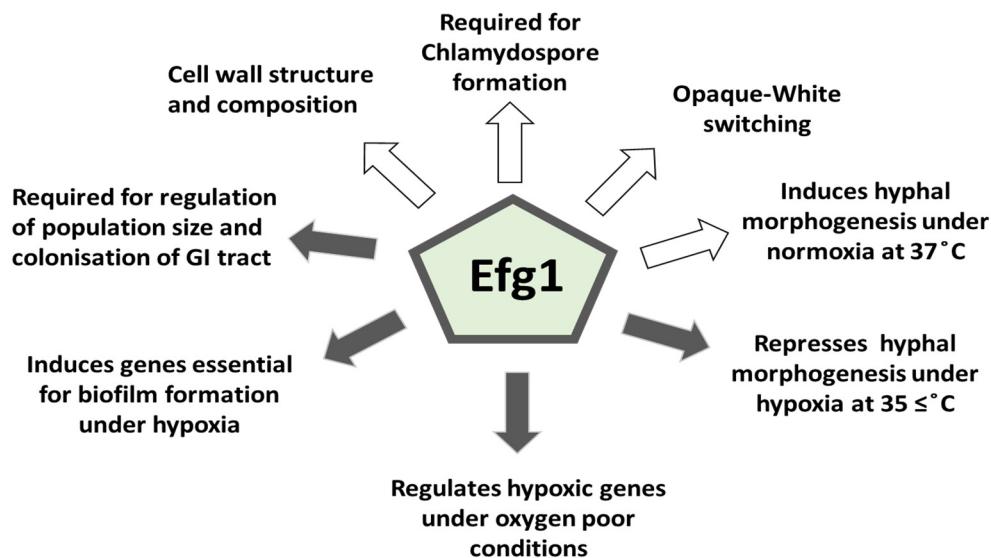 Required for
Chlamydospore
formation
Cell wall structure
and composition
Opaque-White
switching
Required for regulation
of population size and
colonisation of GI tract
Induces hyphal
morphogenesis under
normoxia at 37˚C
Efg1
Induces genes essential
for biofilm formation
under hypoxia
Represses hyphal
morphogenesis under
hypoxia at 35 ≤˚C
Regulates hypoxic genes
under oxygen poor
conditions